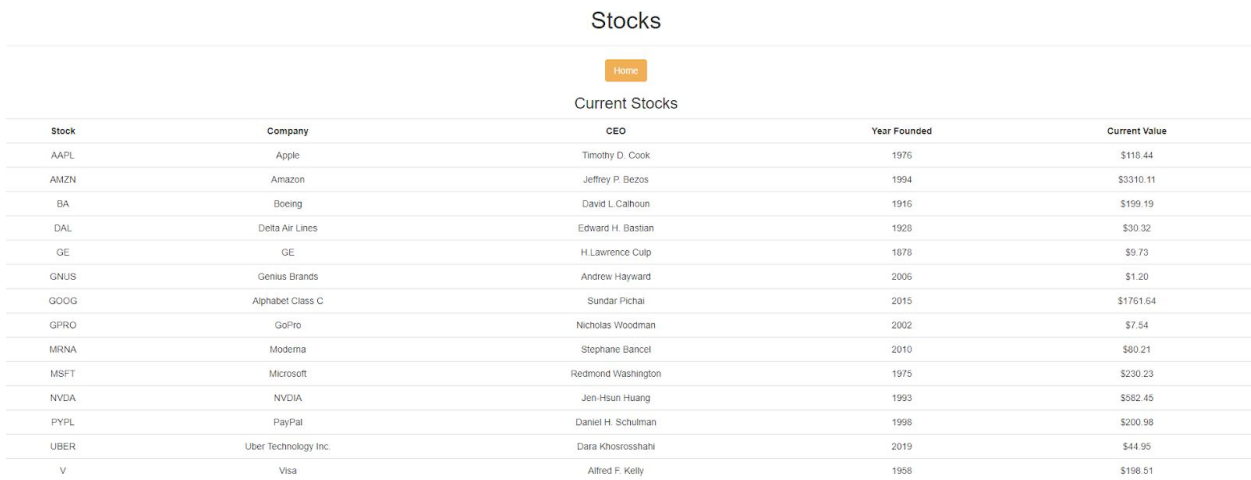 Stocks
Home
Current Stocks
Stock Company CEO Year Founded Current Value
AAPL Apple Timothy D. Cook 1976 $118.44
AMZN Amazon Jeffrey P. Bezos 1994 $3310.11
BA Boeing David L.Calhoun 1916 $199.19
DAL Delta Air Lines Edward H. Bastian 1928 $30.32
GE GE H.Lawrence Culp 1878 $9.73
GNUS Genius Brands Andrew Hayward 2006 $1.20
GOOG Alphabet Class C Sundar Pichai 2015 $1761.64
GPRO GoPro Nicholas Woodman 2002 $7.54
MRNA Moderna Stephane Bancel 2010 $80.21
MSFT Microsoft Redmond Washington 1975 $230.23
NVDA NVDIA Jen-Hsun Huang 1993 $582.45
PYPL PayPal Daniel H. Schulman 1998 $200.98
UBER Uber Technology Inc. Dara Khosrosshahi 2019 $44.95
V Visa Alfred F. Kelly 1958 $198.51